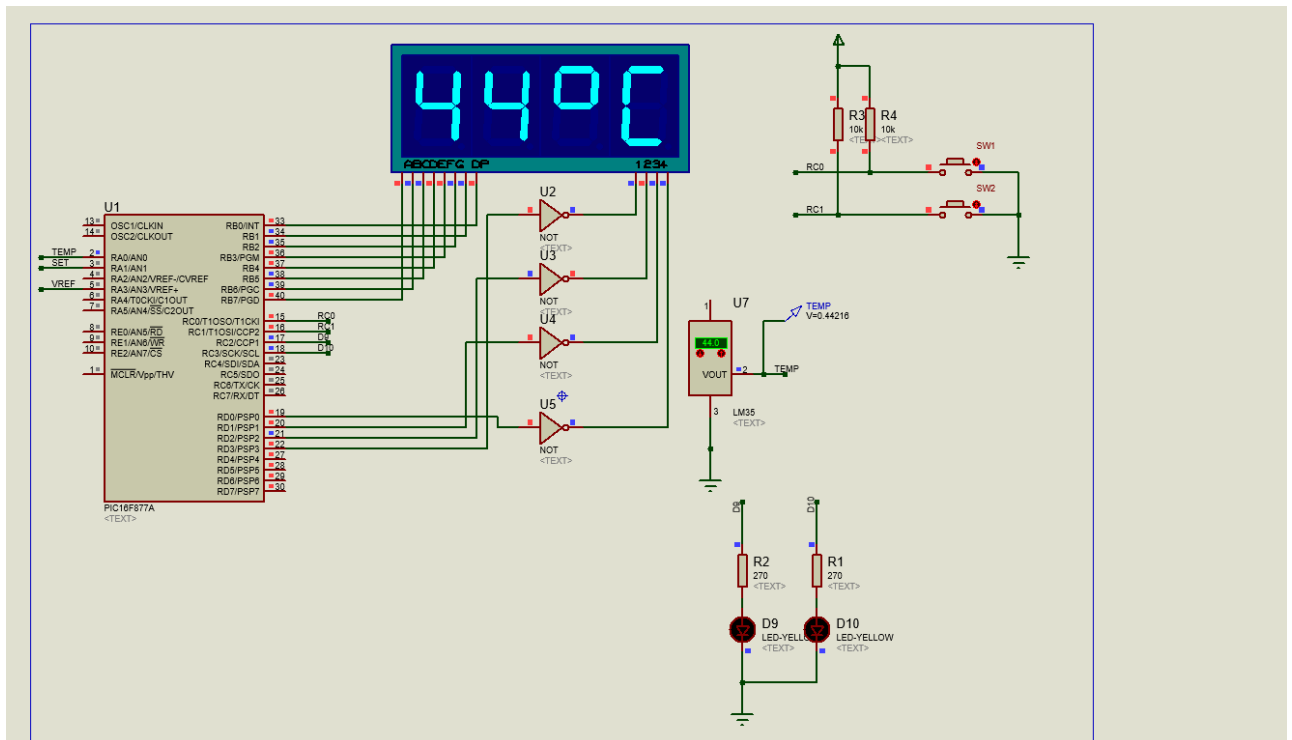 44°C
ABCDEFG DP
1234
U1
13
OSC1/CLKIN
14
OSC2/CLKOUT
TEMP
2
RA0/AN0
SET
3
RA1/AN1
4
RA2/AN2/VREF-/CVREF
VREF
5
RA3/AN3/VREF+
6
RA4/T0CKI/C1OUT
7
RA5/AN4/SS/C2OUT
8
RE0/AN5/RD
9
RE1/AN6/WR
10
RE2/AN7/CS
1
MCLR/Vpp/THV
RB0/INT
33
RB1
34
RB2
35
RB3/PGM
36
RB4
37
RB5
38
RB6/PGC
39
RB7/PGD
40
RC0/T1OSO/T1CKI
15
RC0
RC1/T1OSI/CCP2
16
RC1
RC2/CCP1
17
D9
RC3/SCK/SCL
18
D10
RC4/SDI/SDA
23
RC5/SDO
24
RC6/TX/CK
25
RC7/RX/DT
26
RD0/PSP0
19
RD1/PSP1
20
RD2/PSP2
21
RD3/PSP3
22
RD4/PSP4
27
RD5/PSP5
28
RD6/PSP6
29
RD7/PSP7
30
PIC16F877A
<TEXT>
U2
NOT
<TEXT>
U3
NOT
<TEXT>
U4
NOT
<TEXT>
U5
NOT
<TEXT>
R3
10k
R4
10k
<TEXT>
RC0
SW1
RC1
SW2
1
U7
44.0
VOUT
2
TEMP
V=0.44216
TEMP
3
LM35
<TEXT>
D9
D10
R2
270
<TEXT>
R1
270
<TEXT>
D9
<TEXT>
D10
LED-YELLOW
<TEXT>